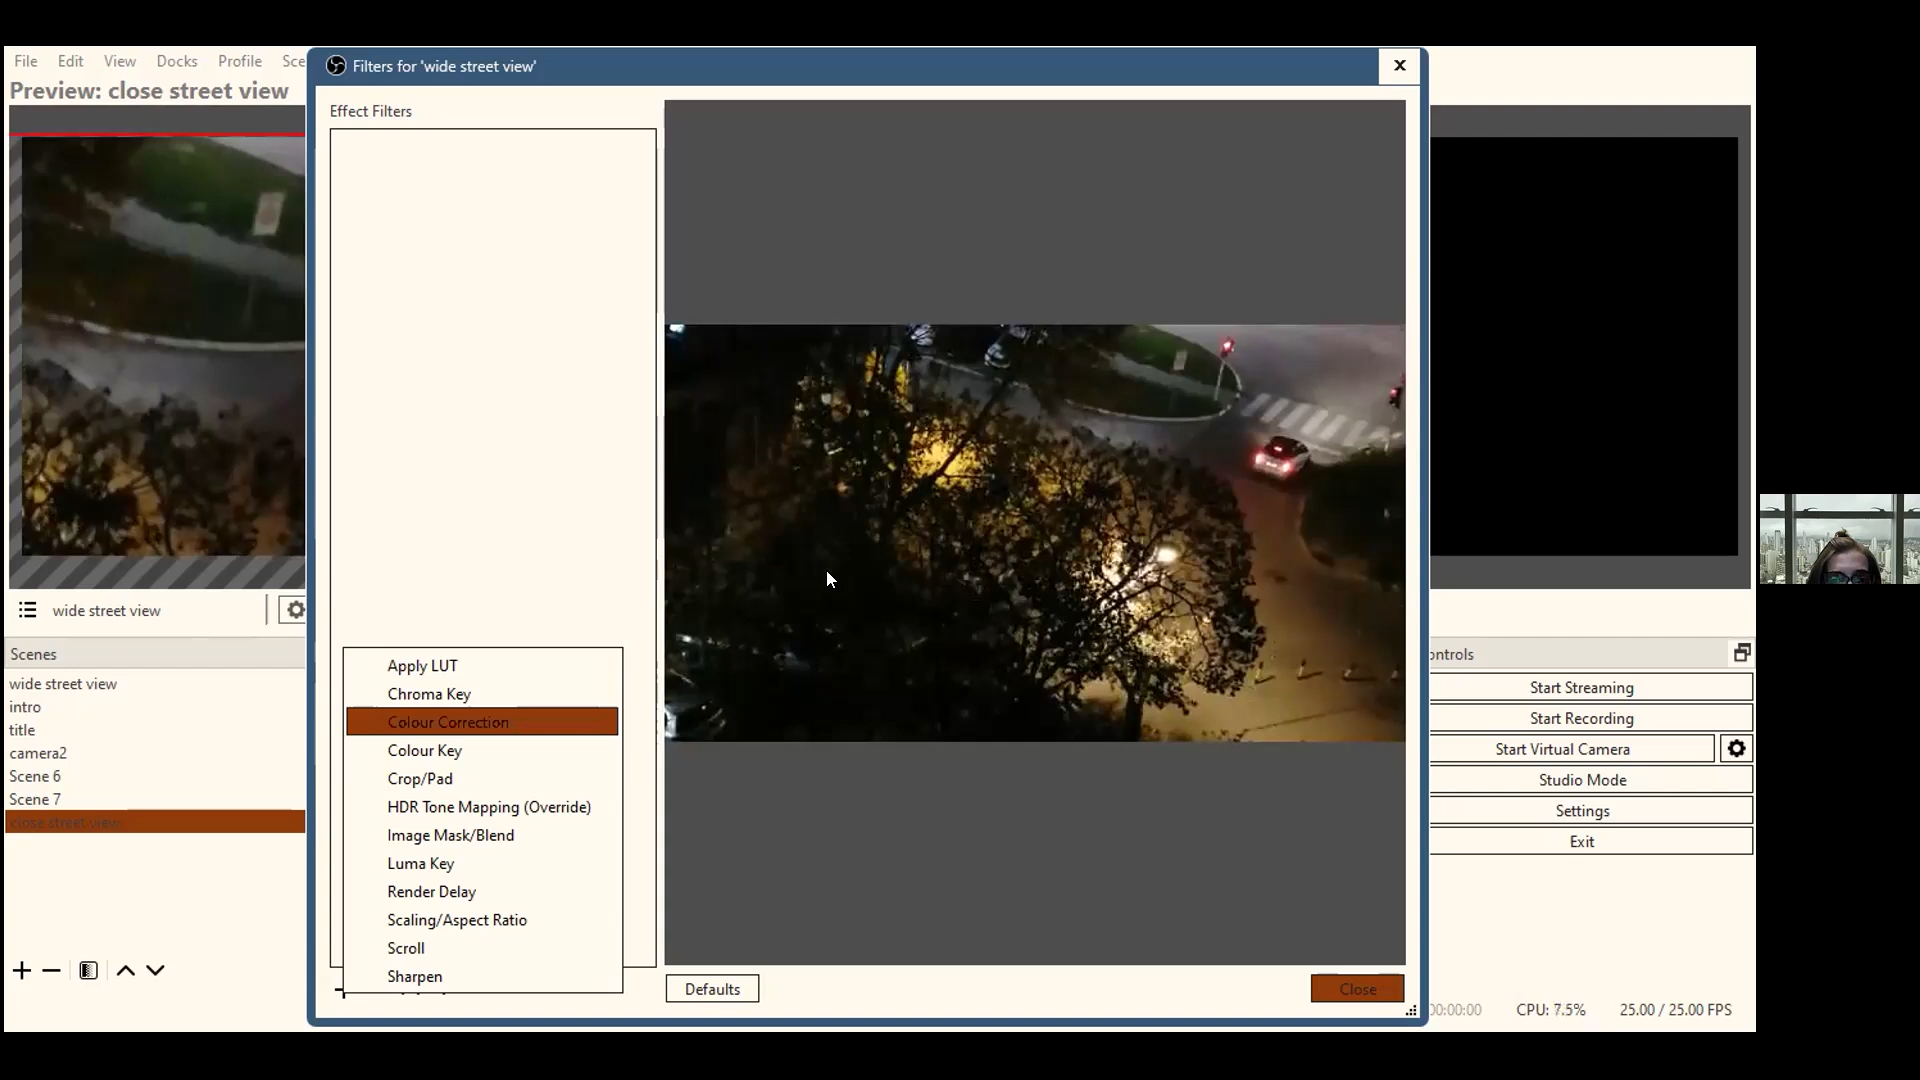 File Edit View Docks Profile Sce
Preview: close street view
Filters for 'wide street view'
Effect Filters
wide street view
Scenes
wide street view
intro
title
camera2
Scene 6
Scene 7
close street view
Apply LUT
Chroma Key
Colour Correction
Colour Key
Crop/Pad
HDR Tone Mapping (Override)
Image Mask/Blend
Luma Key
Render Delay
Scaling/Aspect Ratio
Scroll
Sharpen
Defaults
Close
ontrols
Start Streaming
Start Recording
Start Virtual Camera
Studio Mode
Settings
Exit
00:00:00 CPU: 7.5% 25.00 / 25.00 FPS